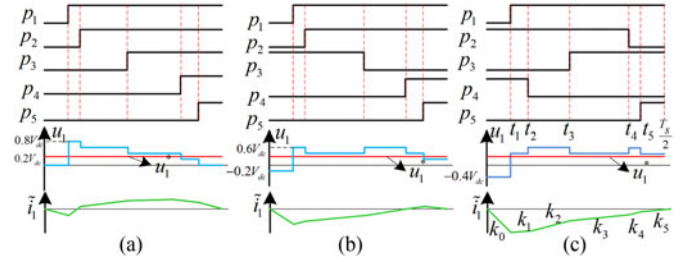 p1 p1 p1
p2 p2 p2
p3 p3 p3
p4 p4 p4
p5 p5 p5
u1 u1 u1 t1 t2 t3 t4 t5 Ts/2
0.8Vdc 0.6Vdc
0.2Vdc u1* -0.2Vdc u1* -0.4Vdc u1*
ĩ1 ĩ1 ĩ1 k0 k1 k2 k3 k4 k5
(a) (b) (c)